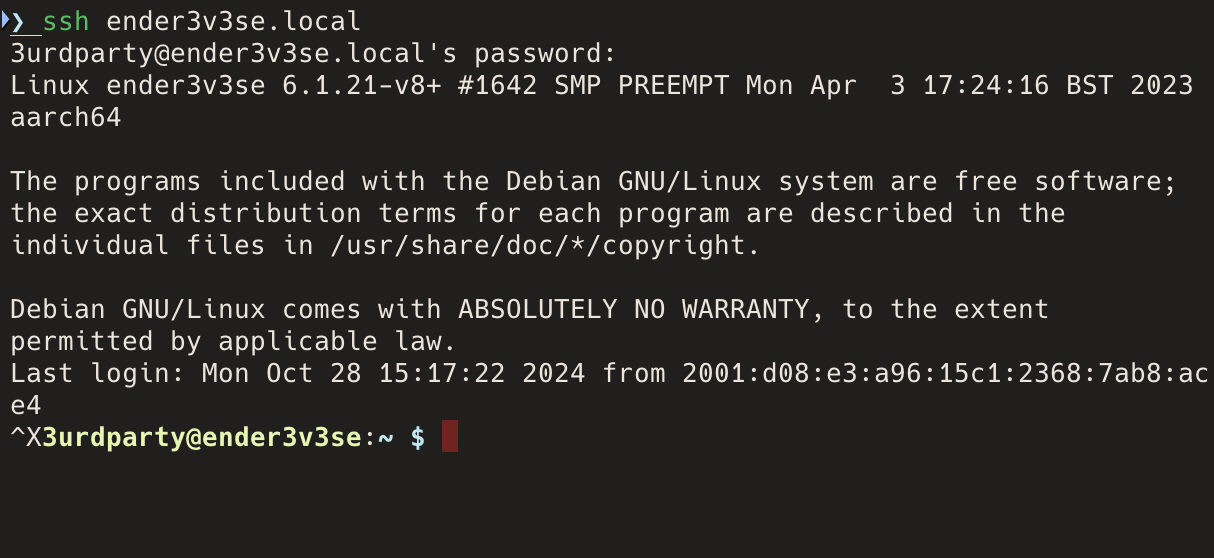 ❯ ssh ender3v3se.local
3urdparty@ender3v3se.local's password:
Linux ender3v3se 6.1.21-v8+ #1642 SMP PREEMPT Mon Apr  3 17:24:16 BST 2023
aarch64
The programs included with the Debian GNU/Linux system are free software;
the exact distribution terms for each program are described in the
individual files in /usr/share/doc/*/copyright.
Debian GNU/Linux comes with ABSOLUTELY NO WARRANTY, to the extent
permitted by applicable law.
Last login: Mon Oct 28 15:17:22 2024 from 2001:d08:e3:a96:15c1:2368:7ab8:ac
e4
^X3urdparty@ender3v3se:~ $